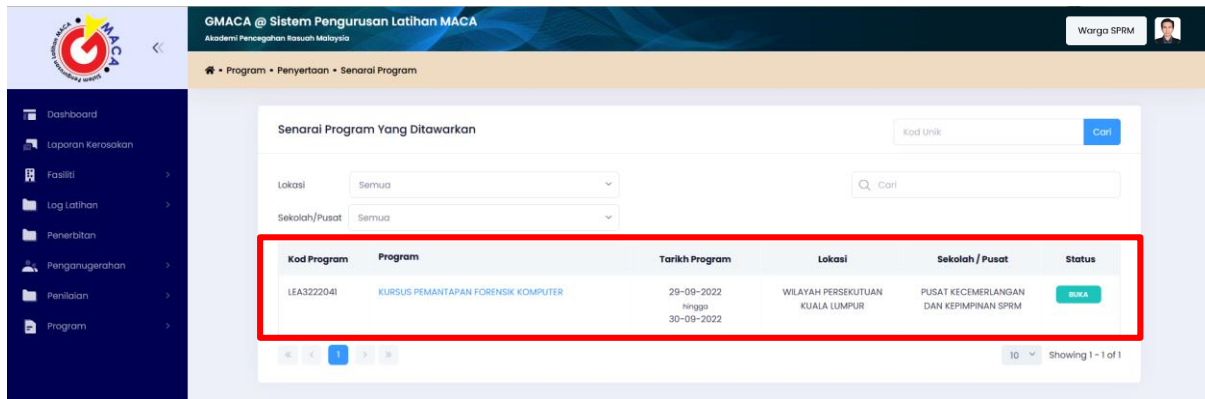 MACA
Sistem Pengurusan Latihan
GMACA @ Sistem Pengurusan Latihan MACA
Akademi Pencegahan Rasuah Malaysia
Warga SPRM
• Program • Penyertaan • Senarai Program
Dashboard
Laporan Kerosakan
Fasiliti
Log Latihan
Penerbitan
Penganugerahan
Penilaian
Program
Senarai Program Yang Ditawarkan
Kod Unik
Cari
Lokasi
Semua
Cari
Sekolah/Pusat
Semua
Kod Program Program Tarikh Program Lokasi Sekolah / Pusat Status
LEA3222041 KURSUS PEMANTAPAN FORENSIK KOMPUTER 29-09-2022 WILAYAH PERSEKUTUAN PUSAT KECEMERLANGAN BUKA
hingga KUALA LUMPUR DAN KEPIMPINAN SPRM
30-09-2022
« < 1 > »
10 Showing 1 - 1 of 1